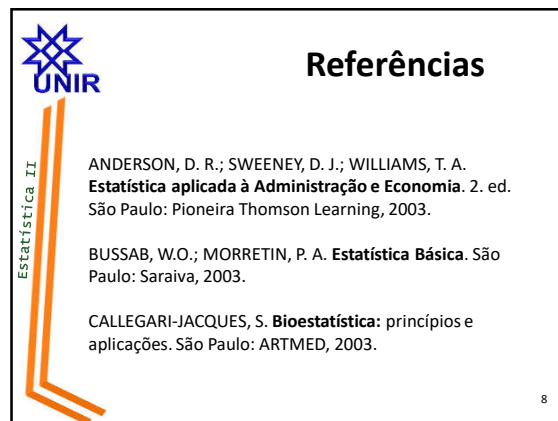 UNIR
Referências
Estatística II
ANDERSON, D. R.; SWEENEY, D. J.; WILLIAMS, T. A.
Estatística aplicada à Administração e Economia. 2. ed.
São Paulo: Pioneira Thomson Learning, 2003.
BUSSAB, W.O.; MORRETIN, P. A. Estatística Básica. São
Paulo: Saraiva, 2003.
CALLEGARI-JACQUES, S. Bioestatística: princípios e
aplicações. São Paulo: ARTMED, 2003.
8